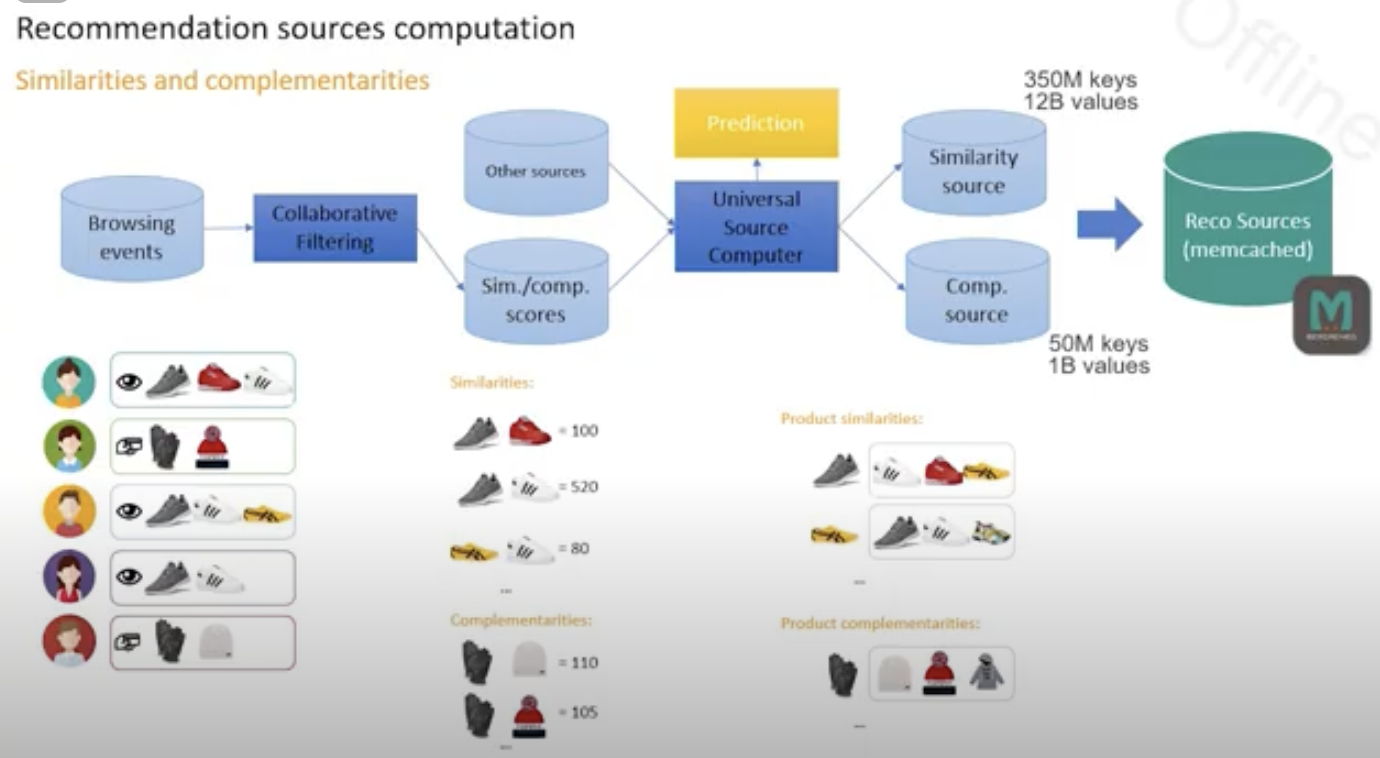 Recommendation sources computation
Offline
Similarities and complementarities
350M keys
12B values
Prediction
Other sources
Similarity
source
Browsing
events
Collaborative
Filtering
Universal
Source
Computer
Reco Sources
(memcached)
Sim./comp.
scores
Comp.
source
50M keys
1B values
Similarities:
= 100
= 520
= 80
...
Complementarities:
= 110
= 105
...
Product similarities:
...
Product complementarities:
...